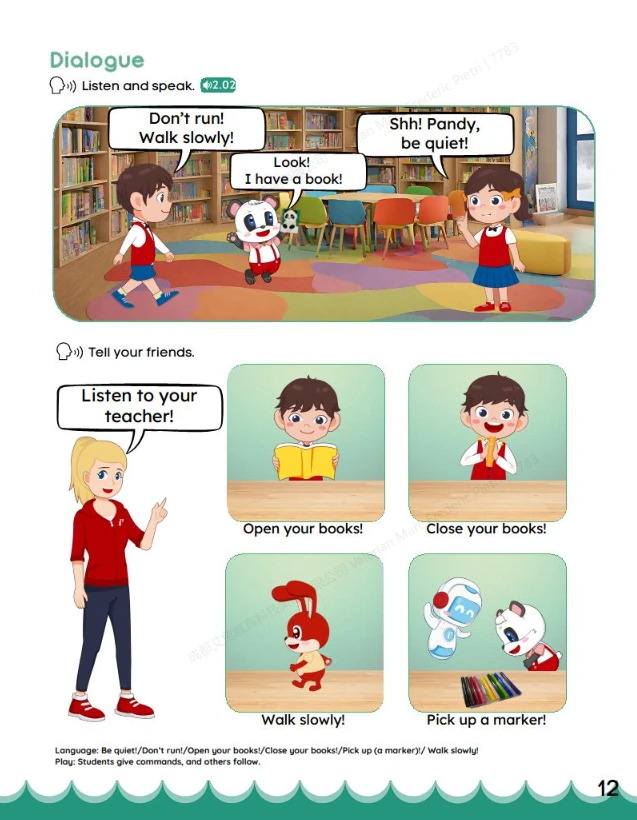 Dialogue
Listen and speak. 2.02
Don't run!
Walk slowly!
Look!
I have a book!
Shh! Pandy,
be quiet!
Tell your friends.
Listen to your
teacher!
Open your books!
Close your books!
Walk slowly!
Pick up a marker!
Language: Be quiet!/Don't run!/Open your books!/Close your books!/Pick up (a marker)!/ Walk slowly!
Play: Students give commands, and others follow.
12